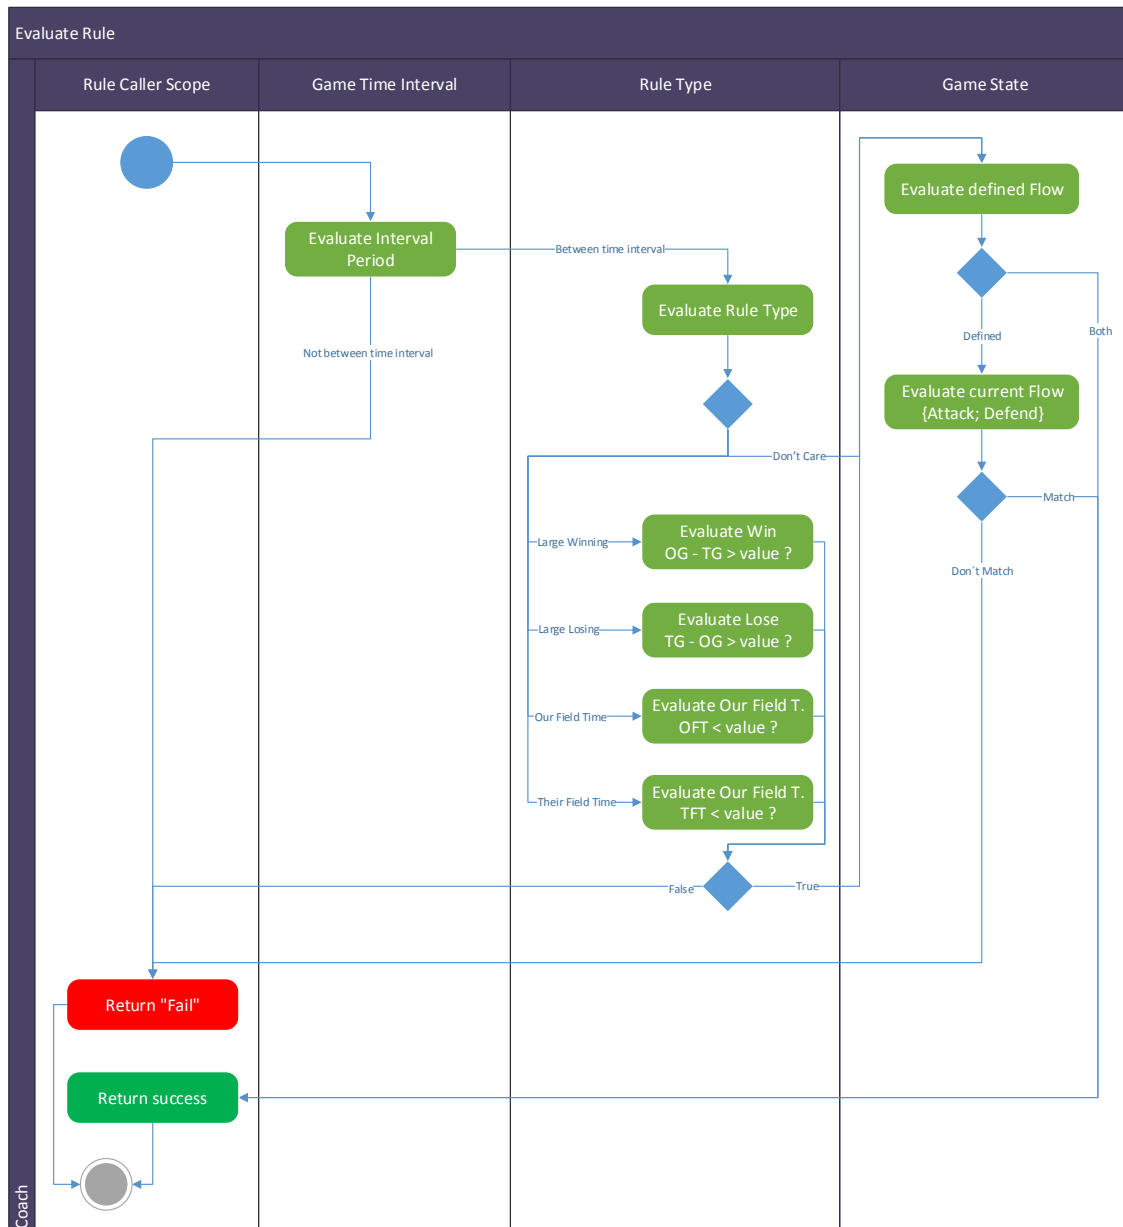 Evaluate Rule
Rule Caller Scope
Game Time Interval
Rule Type
Game State
Evaluate defined Flow
Evaluate Interval
Period
Between time interval
Evaluate Rule Type
Both
Defined
Not between time interval
Evaluate current Flow
{Attack; Defend}
Don't Care
Match
Large Winning
Evaluate Win
OG - TG > value ?
Don´t Match
Large Losing
Evaluate Lose
TG - OG > value ?
Our Field Time
Evaluate Our Field T.
OFT < value ?
Their Field Time
Evaluate Our Field T.
TFT < value ?
False
True
Return "Fail"
Return success
Coach